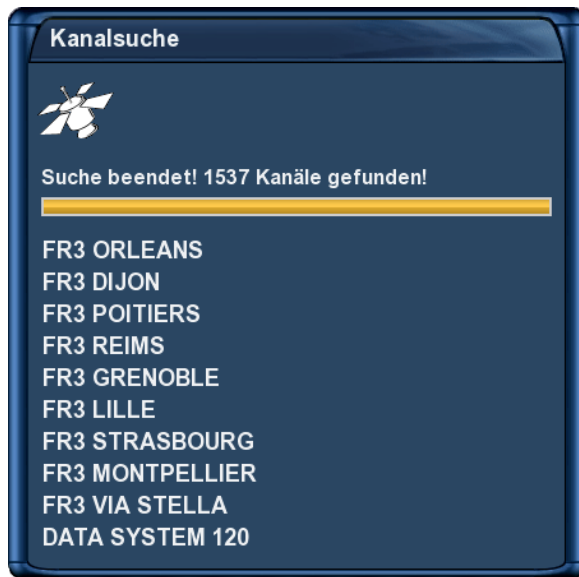 Kanalsuche
Suche beendet! 1537 Kanäle gefunden!
FR3 ORLEANS
FR3 DIJON
FR3 POITIERS
FR3 REIMS
FR3 GRENOBLE
FR3 LILLE
FR3 STRASBOURG
FR3 MONTPELLIER
FR3 VIA STELLA
DATA SYSTEM 120